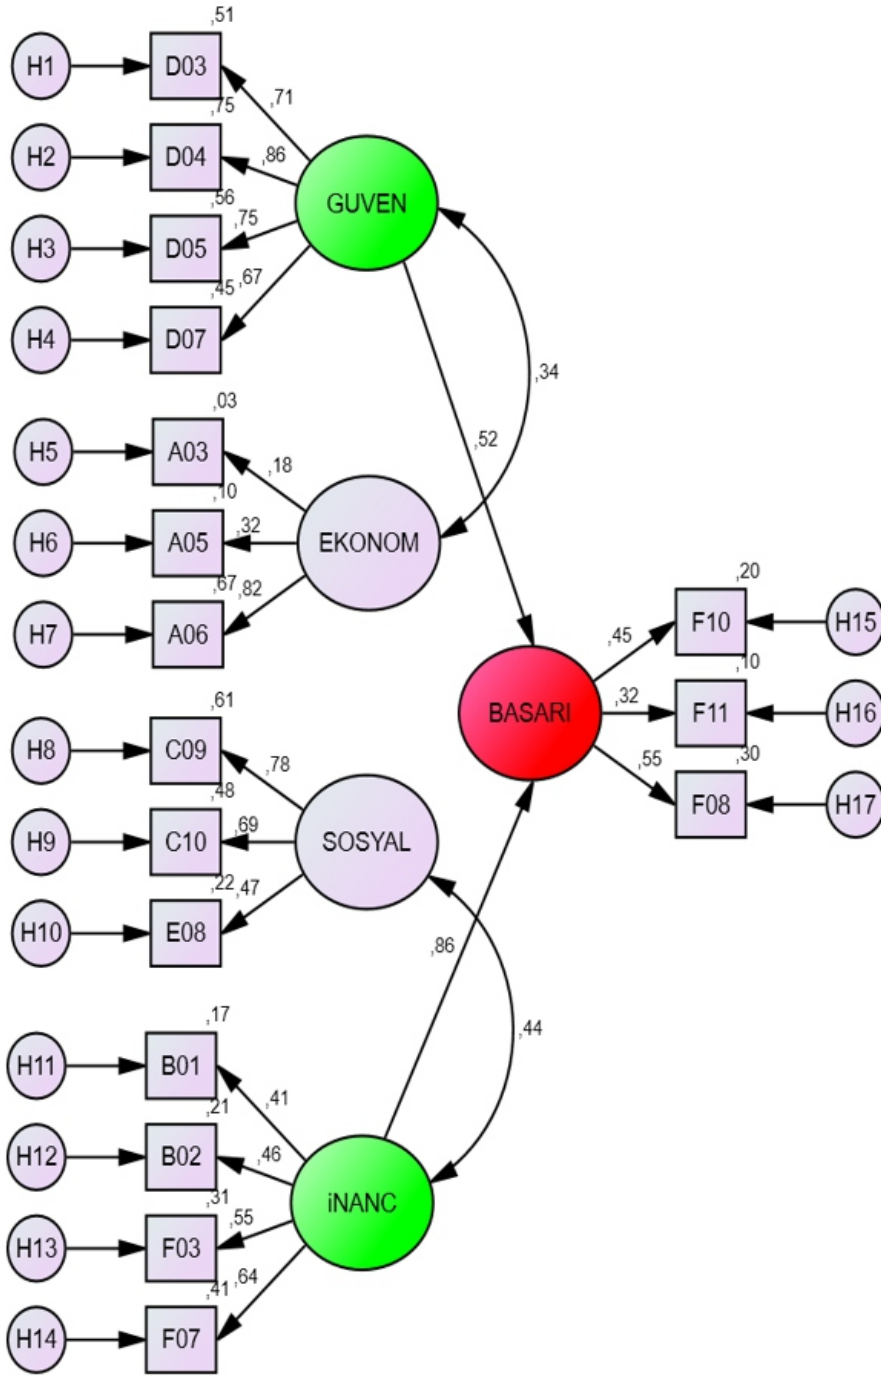 ,51
H1
D03
,71
,75
H2
D04
,86
,56
GUVEN
H3
D05
,75
,45
,67
H4
D07
,34
,03
,52
H5
A03
,18
,10
H6
A05
,32
EKONOM
,67
,82
H7
A06
,20
,45
F10
H15
,10
BASARI
,32
F11
H16
,30
,55
F08
H17
,61
H8
C09
,78
,48
H9
C10
,69
SOSYAL
,22
,47
H10
E08
,86
,44
,17
H11
B01
,41
,21
H12
B02
,46
,31
iNANC
H13
F03
,55
,41
,64
H14
F07